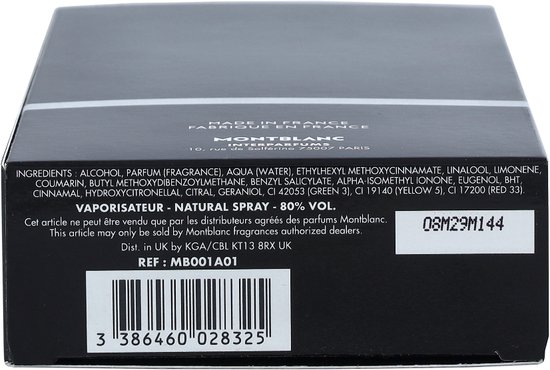 MADE IN FRANCE
FABRIQUE EN FRANCE
MONTBLANC
INTERPARFUMS
10, rue de Solférino 75007 PARIS
INGREDIENTS : ALCOHOL, PARFUM (FRAGRANCE), AQUA (WATER), ETHYLHEXYL METHOXYCINNAMATE, LINALOOL, LIMONENE,
COUMARIN, BUTYL METHOXYDIBENZOYLMETHANE, BENZYL SALICYLATE, ALPHA-ISOMETHYL IONONE, EUGENOL, BHT,
CINNAMAL, HYDROXYCITRONELLAL, CITRAL, GERANIOL, CI 42053 (GREEN 3), CI 19140 (YELLOW 5), CI 17200 (RED 33).
VAPORISATEUR - NATURAL SPRAY - 80% VOL.
Cet article ne peut être vendu que par les distributeurs agréés des parfums Montblanc.
This article may only be sold by Montblanc fragrances authorized dealers.
Dist. in UK by KGA/CBL KT13 8RX UK
REF : MB001A01
08M29M144
3 386460 028325